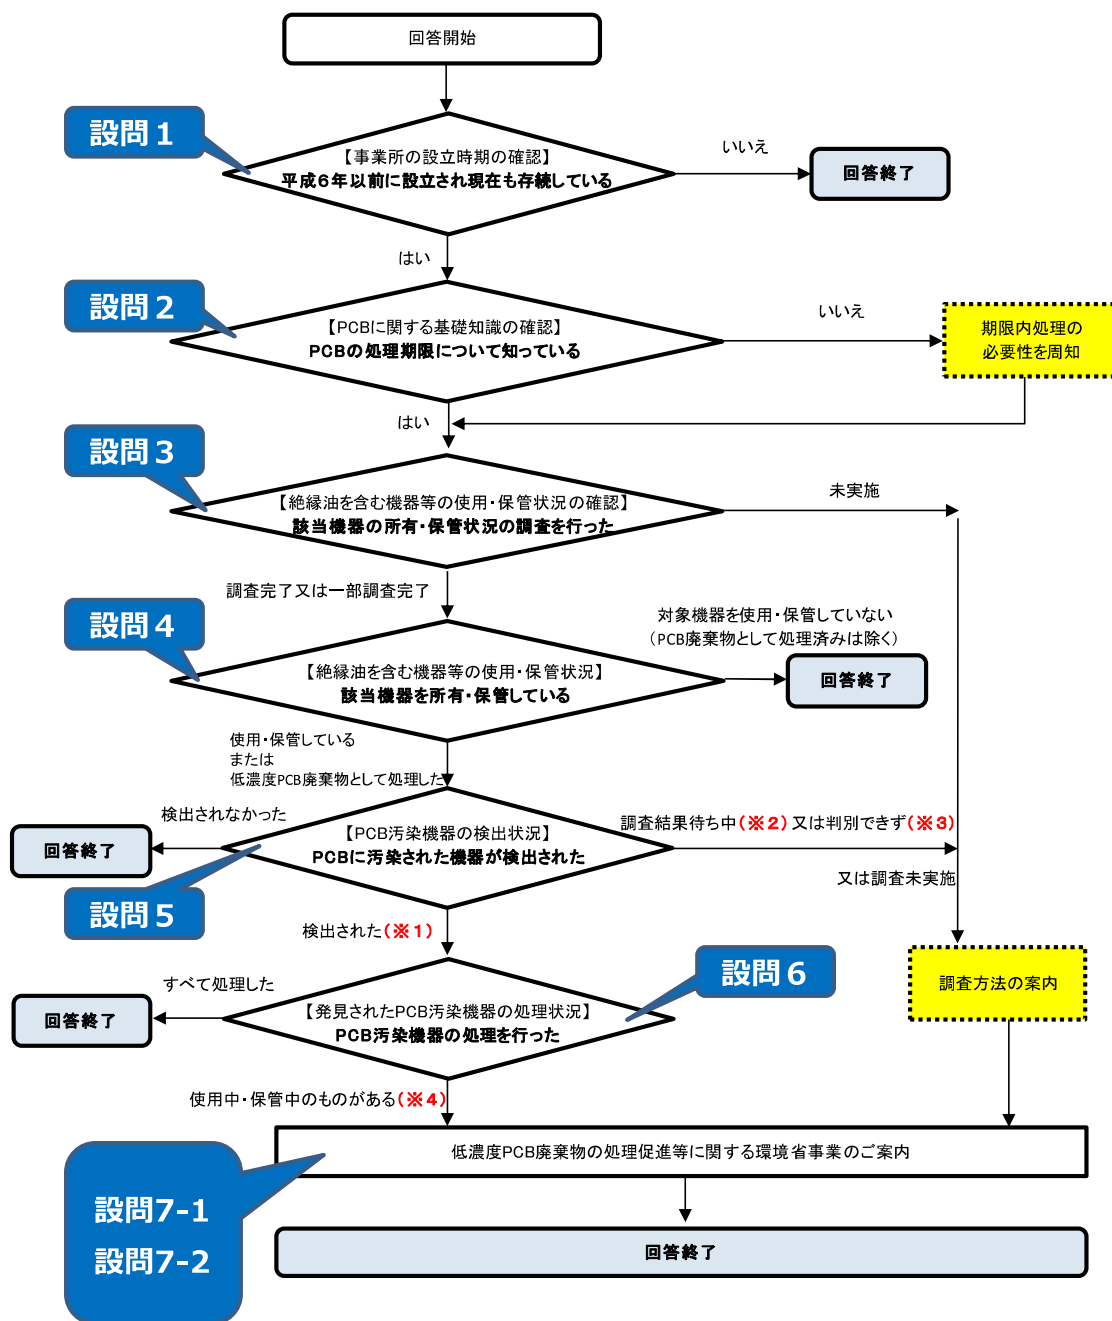 回答開始
設問1
【事業所の設立時期の確認】
平成6年以前に設立され現在も存続している
いいえ
回答終了
はい
設問2
【PCBに関する基礎知識の確認】
PCBの処理期限について知っている
いいえ
期限内処理の
必要性を周知
はい
設問3
【絶縁油を含む機器等の使用・保管状況の確認】
該当機器の所有・保管状況の調査を行った
未実施
調査完了又は一部調査完了
設問4
【絶縁油を含む機器等の使用・保管状況】
該当機器を所有・保管している
対象機器を使用・保管していない
（PCB廃棄物として処理済みは除く）
回答終了
使用・保管している
または
低濃度PCB廃棄物として処理した
検出されなかった
回答終了
【PCB汚染機器の検出状況】
PCBに汚染された機器が検出された
調査結果待ち中(※2)又は判別できず(※3)
又は調査未実施
設問5
検出された(※1)
設問6
すべて処理した
回答終了
【発見されたPCB汚染機器の処理状況】
PCB汚染機器の処理を行った
調査方法の案内
使用中・保管中のものがある(※4)
低濃度PCB廃棄物の処理促進等に関する環境省事業のご案内
設問7-1
設問7-2
回答終了